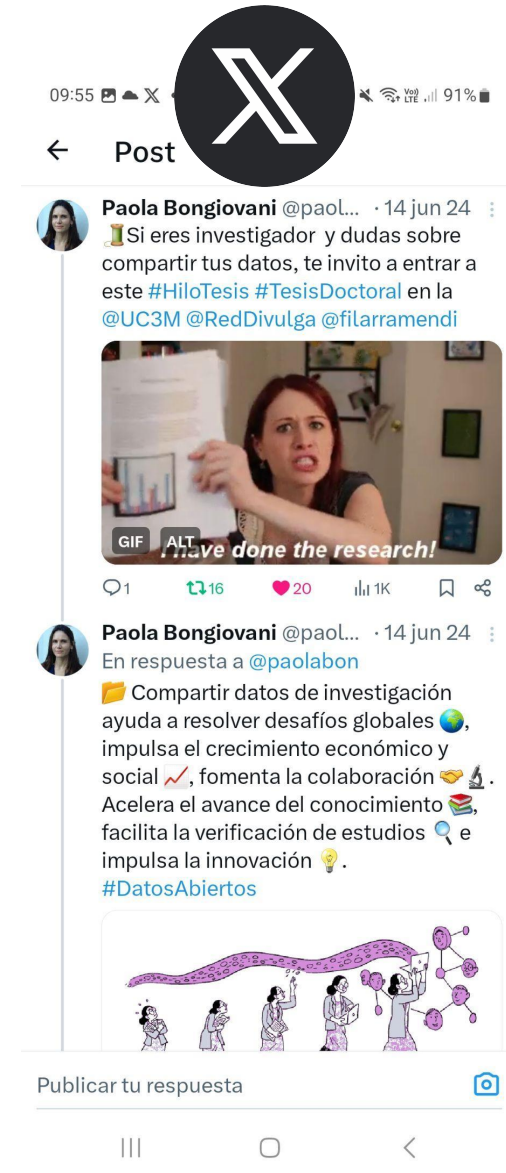 09:55
Vo)) LTE
91%
Post
Paola Bongiovani @paol... · 14 jun 24
🧵Si eres investigador y dudas sobre
compartir tus datos, te invito a entrar a
este #HiloTesis #TesisDoctoral en la
@UC3M @RedDivulga @filarramendi
GIF ALT
I have done the research!
1 16 20 1K
Paola Bongiovani @paol... · 14 jun 24
En respuesta a @paolabon
📂 Compartir datos de investigación
ayuda a resolver desafíos globales 🌍,
impulsa el crecimiento económico y
social 📈, fomenta la colaboración 🤝🔬.
Acelera el avance del conocimiento 📚,
facilita la verificación de estudios 🔍 e
impulsa la innovación 💡.
#DatosAbiertos
Publicar tu respuesta